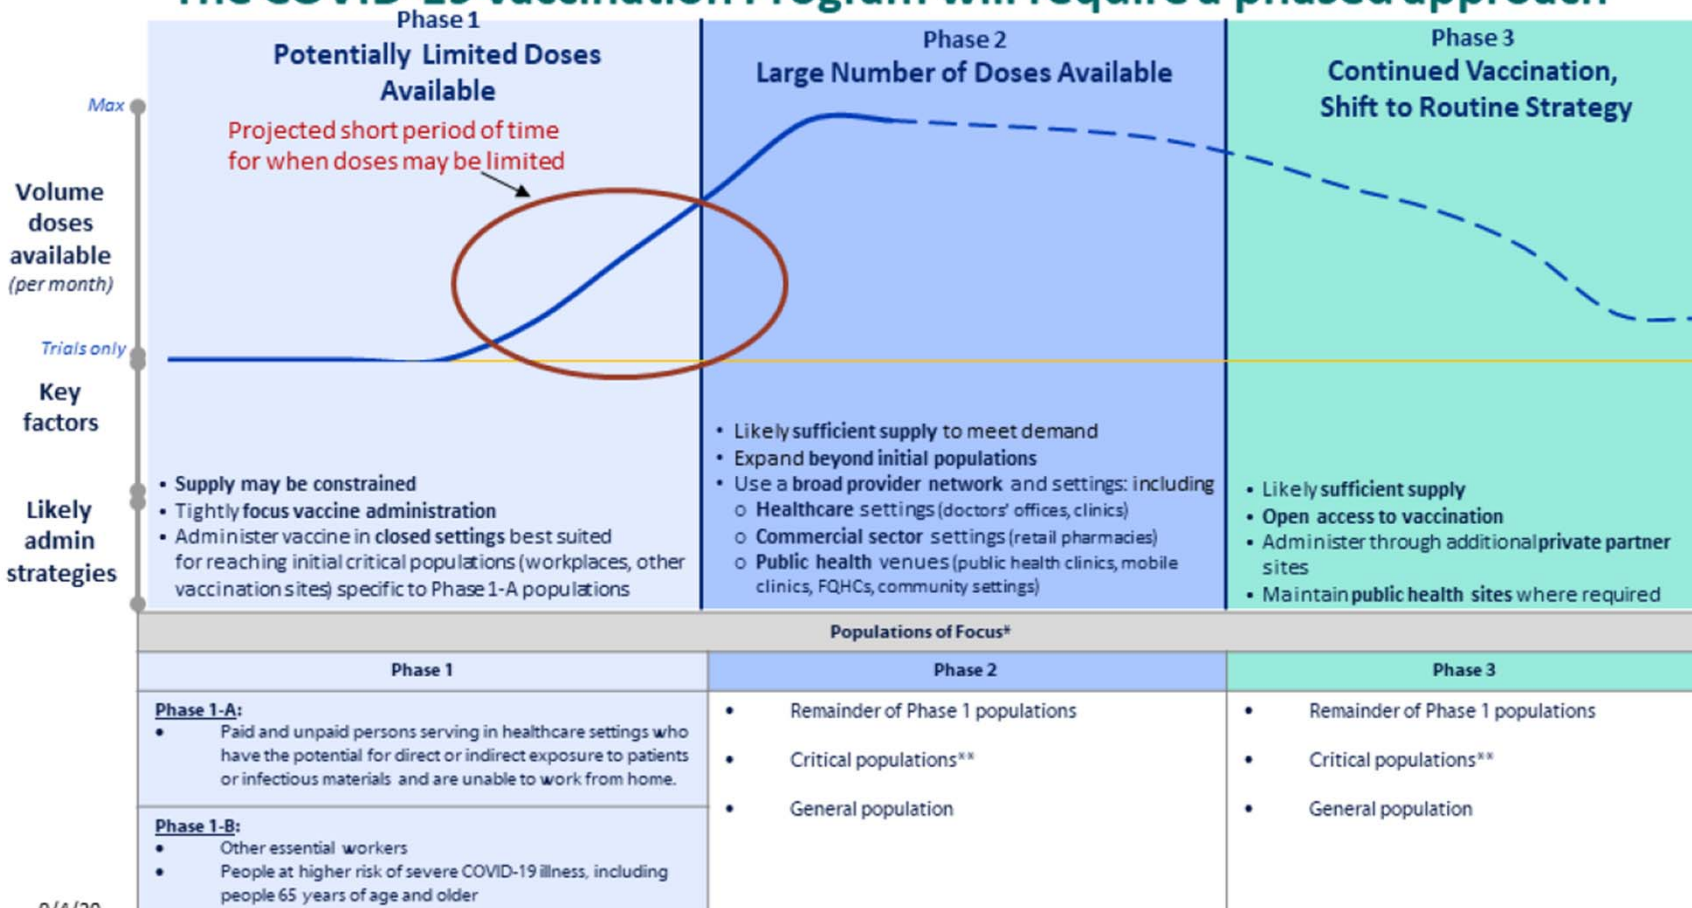 The COVID-19 Vaccination Program will require a phased approach
Phase 1
Potentially Limited Doses
Available
Projected short period of time
for when doses may be limited
Phase 2
Large Number of Doses Available
Phase 3
Continued Vaccination,
Shift to Routine Strategy
Max
Volume
doses
available
(per month)
Trials only
Key
factors
Likely
admin
strategies
• Supply may be constrained
• Tightly focus vaccine administration
• Administer vaccine in closed settings best suited
for reaching initial critical populations (workplaces, other
vaccination sites) specific to Phase 1-A populations
• Likely sufficient supply to meet demand
• Expand beyond initial populations
• Use a broad provider network and settings: including
o Healthcare settings (doctors' offices, clinics)
o Commercial sector settings (retail pharmacies)
o Public health venues (public health clinics, mobile
clinics, FQHCs, community settings)
• Likely sufficient supply
• Open access to vaccination
• Administer through additional private partner
sites
• Maintain public health sites where required
Populations of Focus*
Phase 1
Phase 2
Phase 3
Phase 1-A:
• Paid and unpaid persons serving in healthcare settings who
have the potential for direct or indirect exposure to patients
or infectious materials and are unable to work from home.
Phase 1-B:
• Other essential workers
• People at higher risk of severe COVID-19 illness, including
people 65 years of age and older
• Remainder of Phase 1 populations
• Critical populations**
• General population
• Remainder of Phase 1 populations
• Critical populations**
• General population